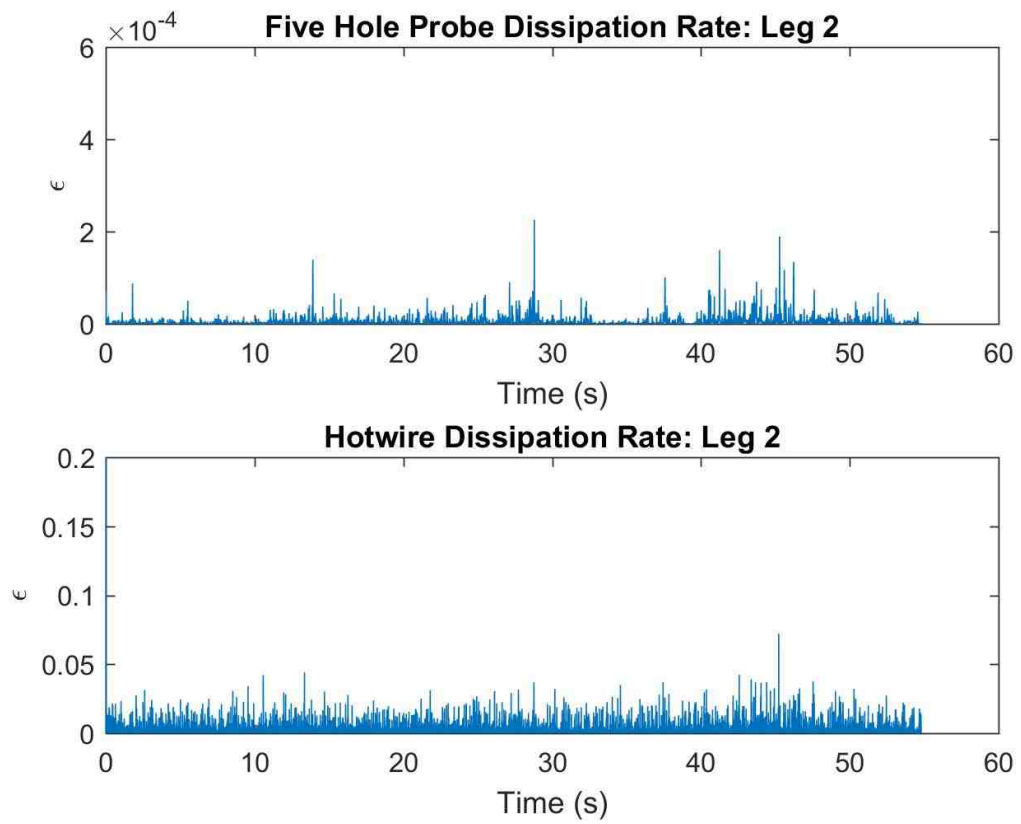 ×10⁻⁴
Five Hole Probe Dissipation Rate: Leg 2
6
4
2
0
ϵ
0 10 20 30 40 50 60
Time (s)
Hotwire Dissipation Rate: Leg 2
0.2
0.15
0.1
0.05
0
ϵ
0 10 20 30 40 50 60
Time (s)